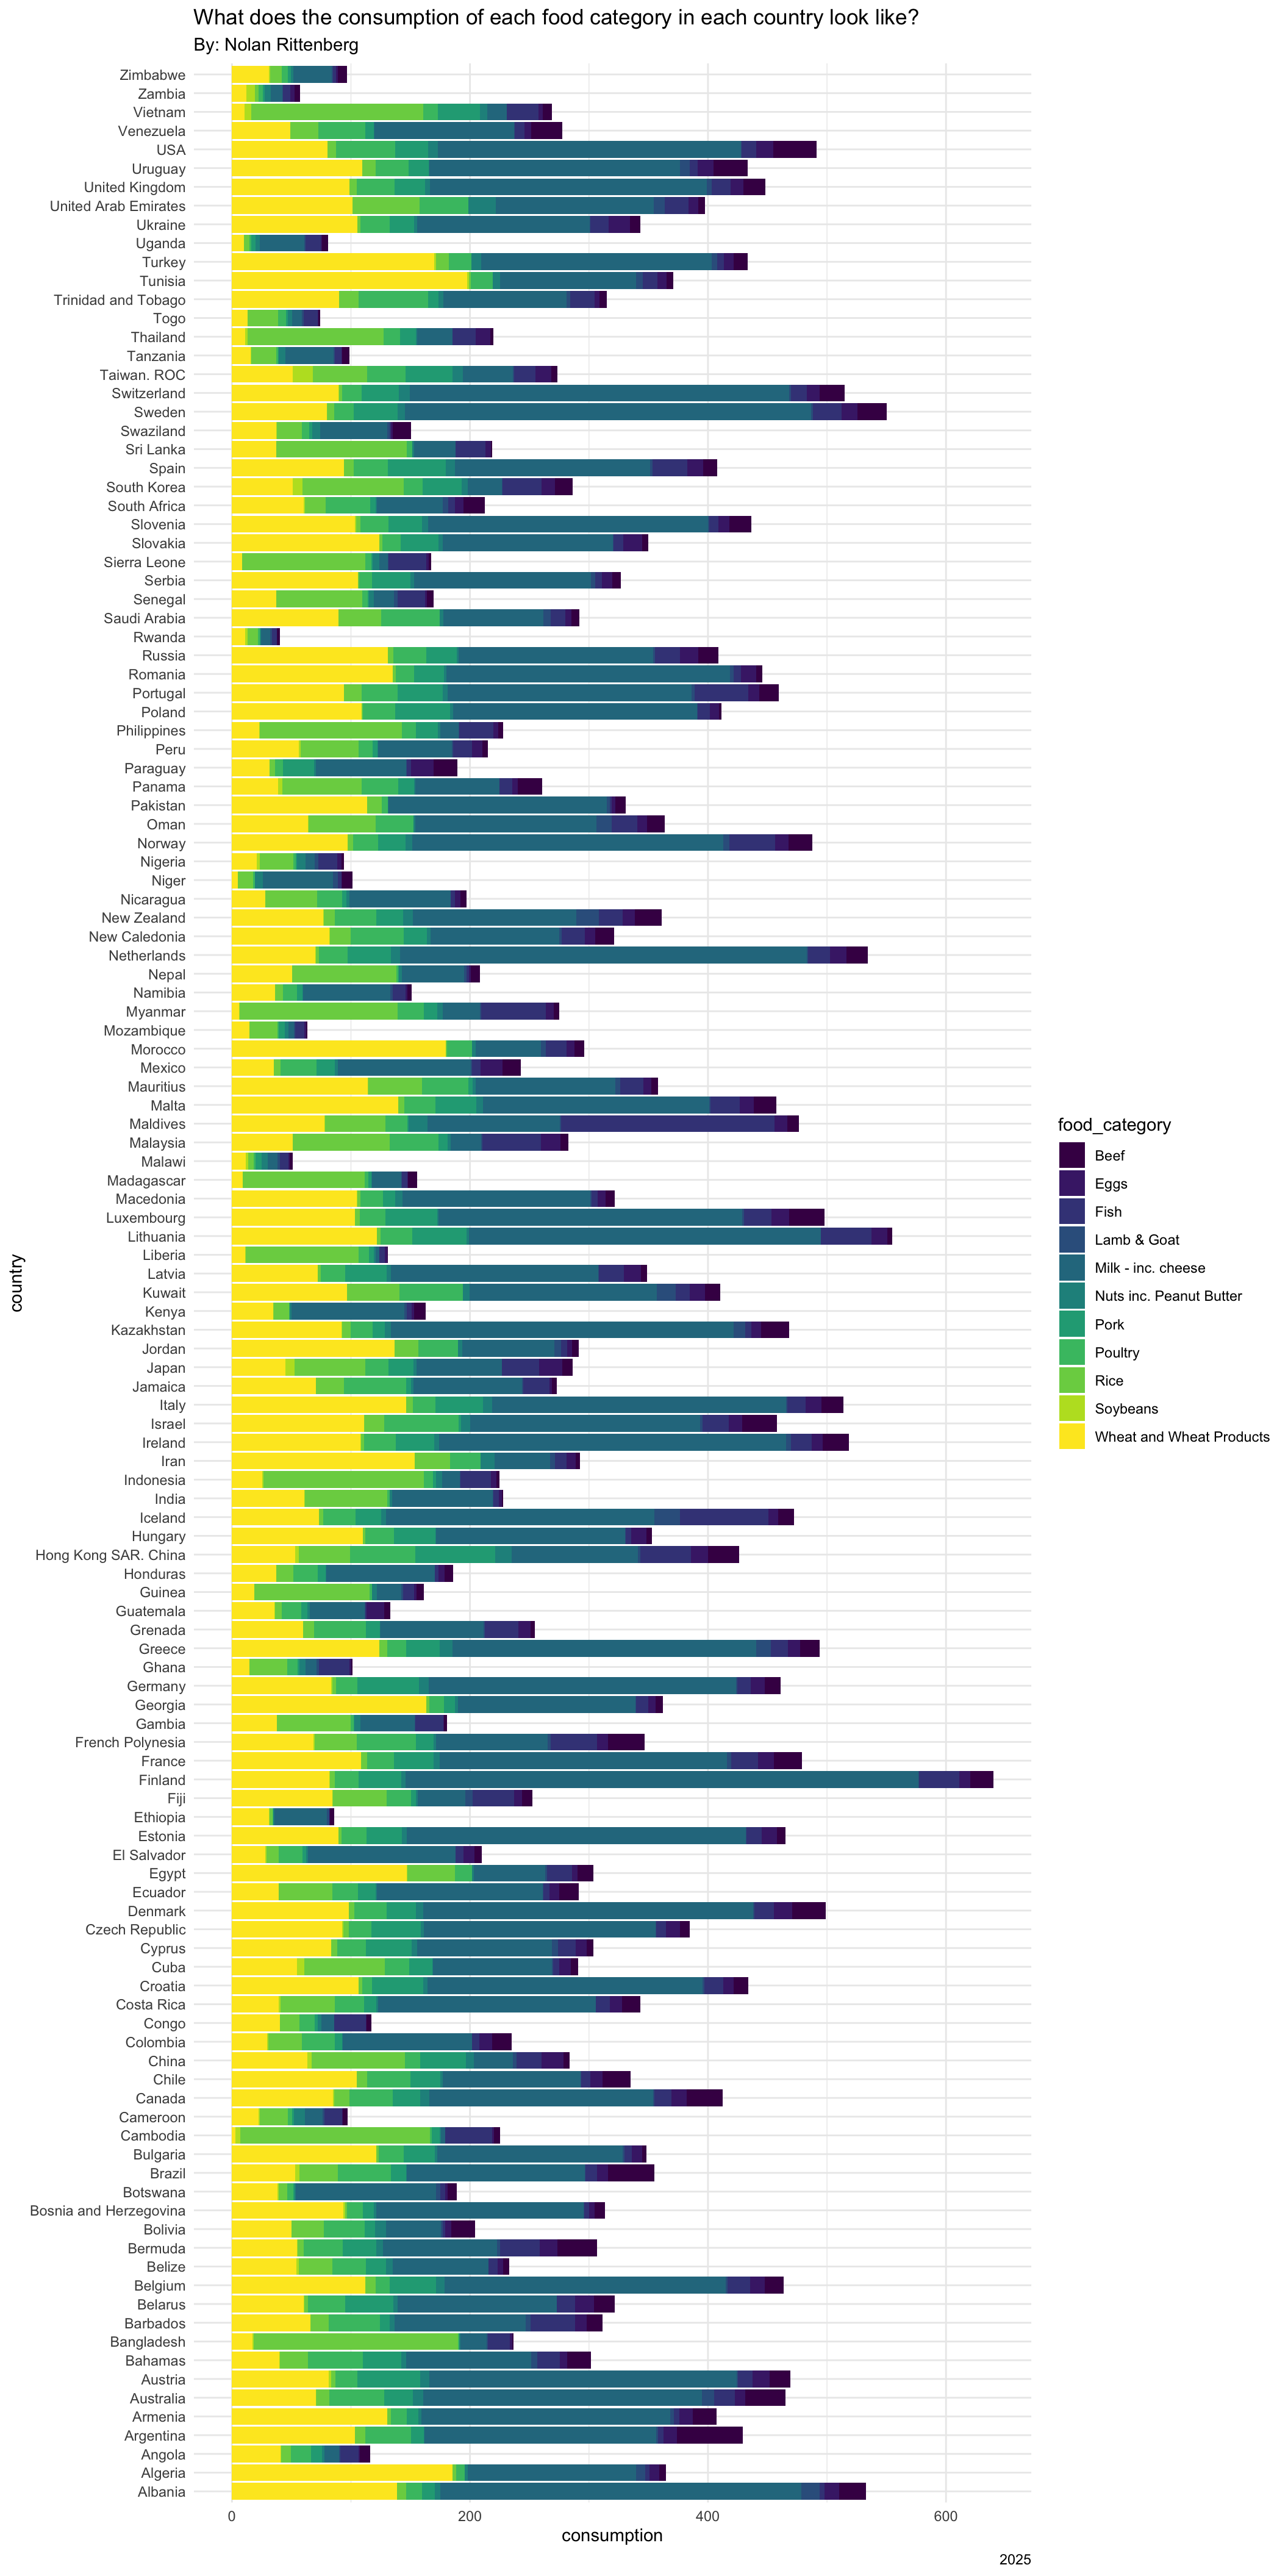 What does the consumption of each food category in each country look like?
By: Nolan Rittenberg
Zimbabwe
Zambia
Vietnam
Venezuela
USA
Uruguay
United Kingdom
United Arab Emirates
Ukraine
Uganda
Turkey
Tunisia
Trinidad and Tobago
Togo
Thailand
Tanzania
Taiwan. ROC
Switzerland
Sweden
Swaziland
Sri Lanka
Spain
South Korea
South Africa
Slovenia
Slovakia
Sierra Leone
Serbia
Senegal
Saudi Arabia
Rwanda
Russia
Romania
Portugal
Poland
Philippines
Peru
Paraguay
Panama
Pakistan
Oman
Norway
Nigeria
Niger
Nicaragua
New Zealand
New Caledonia
Netherlands
Nepal
Namibia
Myanmar
Mozambique
Morocco
Mexico
Mauritius
Malta
Maldives
Malaysia
Malawi
Madagascar
Macedonia
Luxembourg
Lithuania
Liberia
Latvia
Kuwait
Kenya
Kazakhstan
Jordan
Japan
Jamaica
Italy
Israel
Ireland
Iran
Indonesia
India
Iceland
Hungary
Hong Kong SAR. China
Honduras
Guinea
Guatemala
Grenada
Greece
Ghana
Germany
Georgia
Gambia
French Polynesia
France
Finland
Fiji
Ethiopia
Estonia
El Salvador
Egypt
Ecuador
Denmark
Czech Republic
Cyprus
Cuba
Croatia
Costa Rica
Congo
Colombia
China
Chile
Canada
Cameroon
Cambodia
Bulgaria
Brazil
Botswana
Bosnia and Herzegovina
Bolivia
Bermuda
Belize
Belgium
Belarus
Barbados
Bangladesh
Bahamas
Austria
Australia
Armenia
Argentina
Angola
Algeria
Albania
country
0 200 400 600
consumption
2025
food_category
Beef
Eggs
Fish
Lamb & Goat
Milk - inc. cheese
Nuts inc. Peanut Butter
Pork
Poultry
Rice
Soybeans
Wheat and Wheat Products